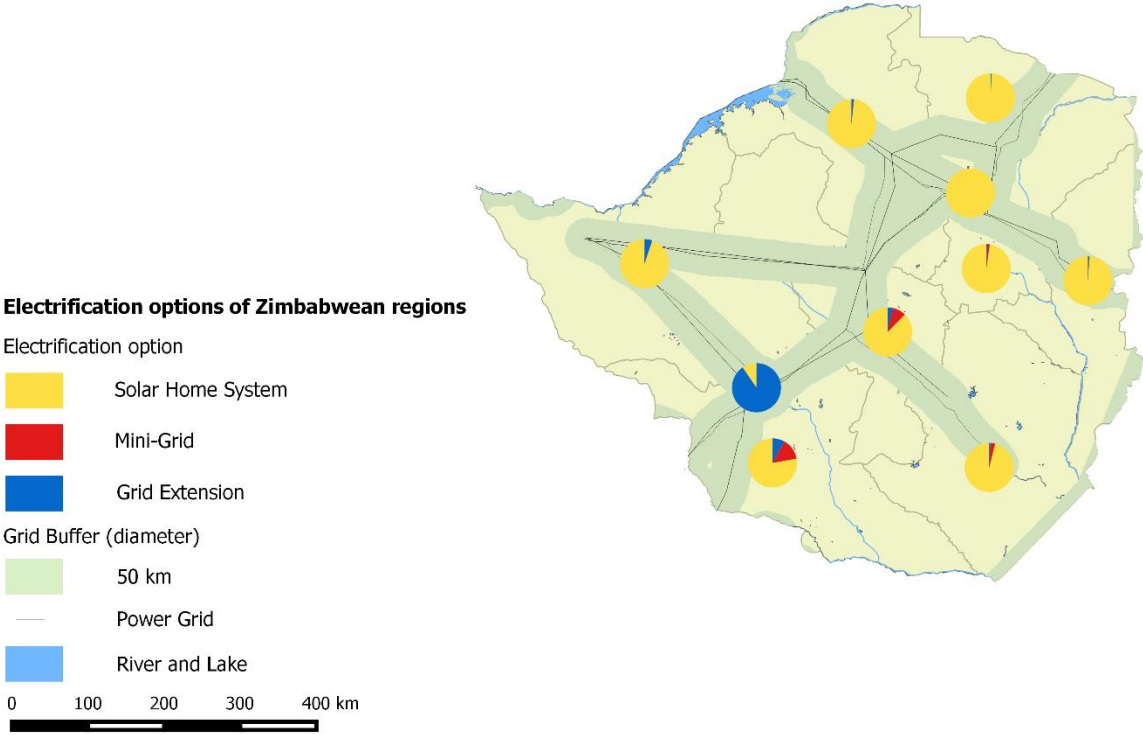 Electrification options of Zimbabwean regions
Electrification option
Solar Home System
Mini-Grid
Grid Extension
Grid Buffer (diameter)
50 km
Power Grid
River and Lake
0 100 200 300 400 km